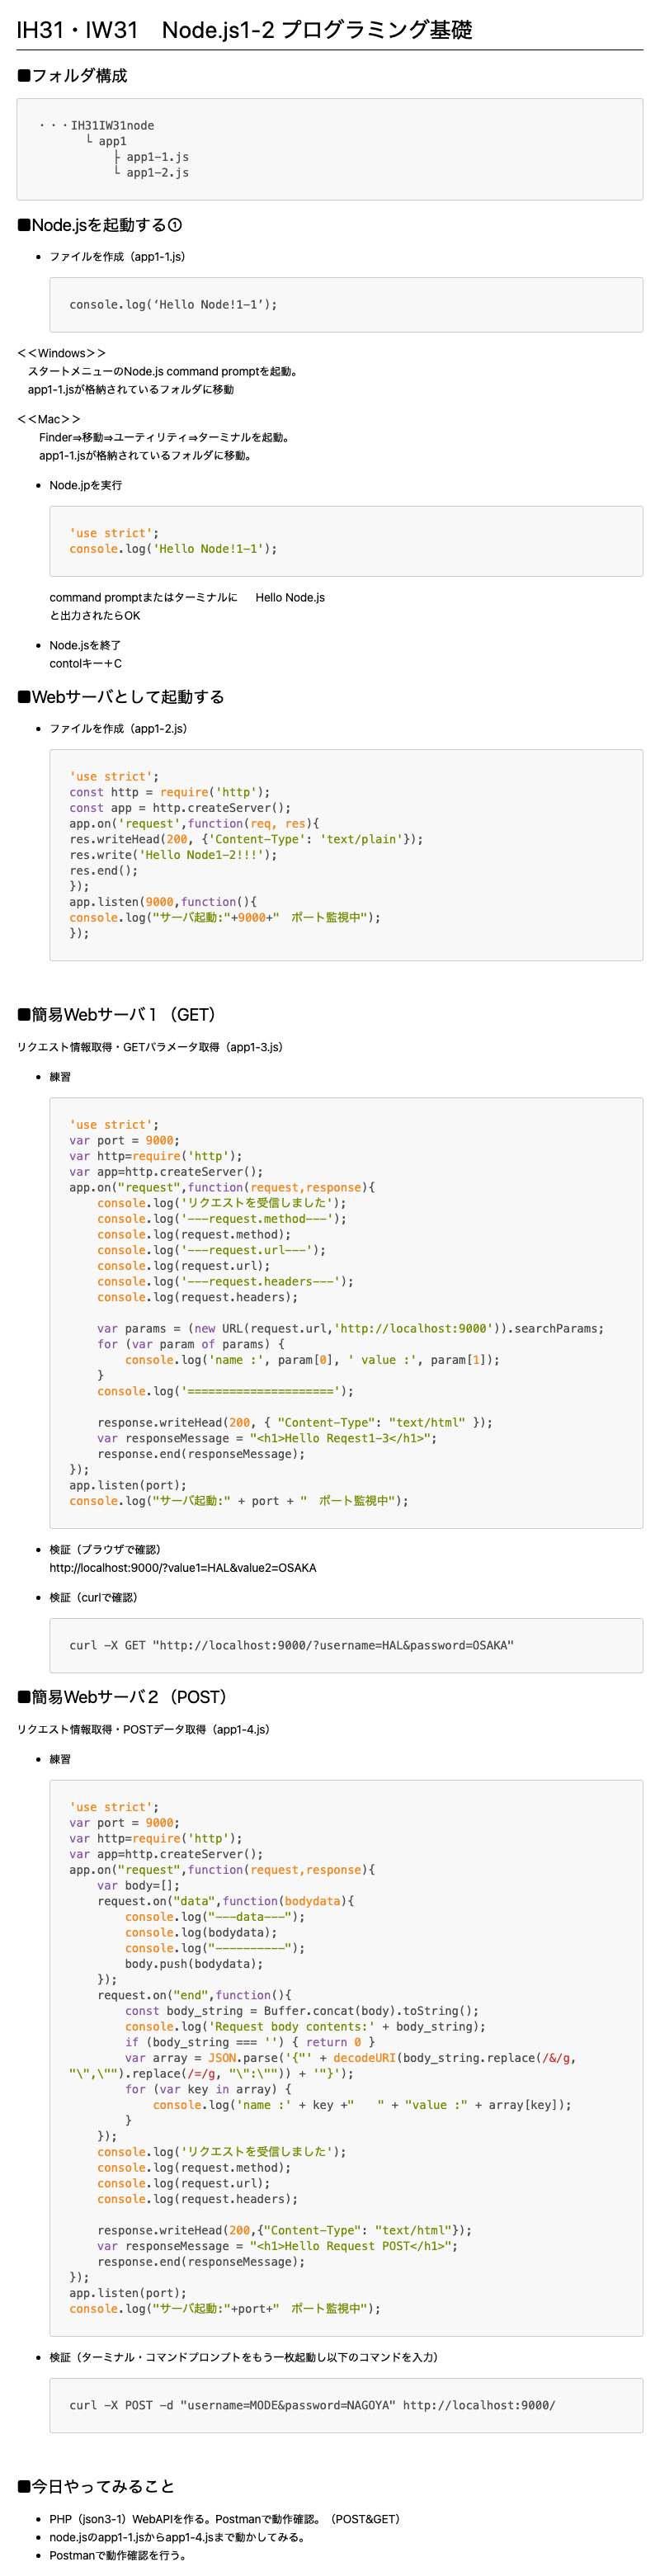 IH31・IW31　Node.js1-2 プログラミング基礎
■フォルダ構成
・・・IH31IW31node
└ app1
├ app1-1.js
└ app1-2.js
■Node.jsを起動する①
• ファイルを作成（app1-1.js）
console.log(‘Hello Node!1-1’);
＜＜Windows＞＞
スタートメニューのNode.js command promptを起動。
app1-1.jsが格納されているフォルダに移動
＜＜Mac＞＞
Finder⇒移動⇒ユーティリティ⇒ターミナルを起動。
app1-1.jsが格納されているフォルダに移動。
• Node.jpを実行
'use strict';
console.log('Hello Node!1-1');
command promptまたはターミナルに　 Hello Node.js
と出力されたらOK
• Node.jsを終了
contolキー＋C
■Webサーバとして起動する
• ファイルを作成（app1-2.js）
'use strict';
const http = require('http');
const app = http.createServer();
app.on('request',function(req, res){
res.writeHead(200, {'Content-Type': 'text/plain'});
res.write('Hello Node1-2!!!');
res.end();
});
app.listen(9000,function(){
console.log("サーバ起動:"+9000+"　ポート監視中");
});
■簡易Webサーバ１（GET）
リクエスト情報取得・GETパラメータ取得（app1-3.js）
• 練習
'use strict';
var port = 9000;
var http=require('http');
var app=http.createServer();
app.on("request",function(request,response){
console.log('リクエストを受信しました');
console.log('---request.method---');
console.log(request.method);
console.log('---request.url---');
console.log(request.url);
console.log('---request.headers---');
console.log(request.headers);
var params = (new URL(request.url,'http://localhost:9000')).searchParams;
for (var param of params) {
console.log('name :', param[0], ' value :', param[1]);
}
console.log('=====================');
response.writeHead(200, { "Content-Type": "text/html" });
var responseMessage = "<h1>Hello Reqest1-3</h1>";
response.end(responseMessage);
});
app.listen(port);
console.log("サーバ起動:" + port + "　ポート監視中");
• 検証（ブラウザで確認）
http://localhost:9000/?value1=HAL&value2=OSAKA
• 検証（curlで確認）
curl -X GET "http://localhost:9000/?username=HAL&password=OSAKA"
■簡易Webサーバ２（POST）
リクエスト情報取得・POSTデータ取得（app1-4.js）
• 練習
'use strict';
var port = 9000;
var http=require('http');
var app=http.createServer();
app.on("request",function(request,response){
var body=[];
request.on("data",function(bodydata){
console.log("---data---");
console.log(bodydata);
console.log("----------");
body.push(bodydata);
});
request.on("end",function(){
const body_string = Buffer.concat(body).toString();
console.log('Request body contents:' + body_string);
if (body_string === '') { return 0 }
var array = JSON.parse('{"' + decodeURI(body_string.replace(/&/g,
"\",\"").replace(/=/g, "\":\"")) + '"}');
for (var key in array) {
console.log('name :' + key +"　　" + "value :" + array[key]);
}
});
console.log('リクエストを受信しました');
console.log(request.method);
console.log(request.url);
console.log(request.headers);
response.writeHead(200,{"Content-Type": "text/html"});
var responseMessage = "<h1>Hello Request POST</h1>";
response.end(responseMessage);
});
app.listen(port);
console.log("サーバ起動:"+port+"　ポート監視中");
• 検証（ターミナル・コマンドプロンプトをもう一枚起動し以下のコマンドを入力）
curl -X POST -d "username=MODE&password=NAGOYA" http://localhost:9000/
■今日やってみること
• PHP（json3-1）WebAPIを作る。Postmanで動作確認。（POST&GET）
• node.jsのapp1-1.jsからapp1-4.jsまで動かしてみる。
• Postmanで動作確認を行う。